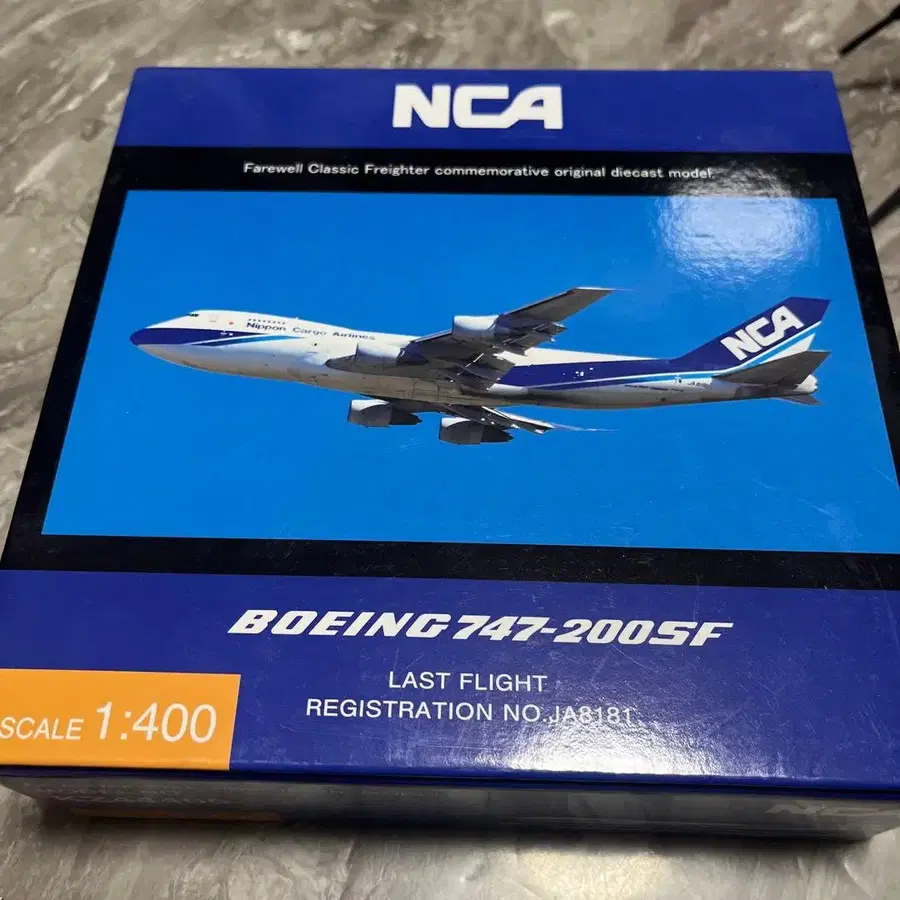 NCA
Farewell Classic Freighter commemorative original diecast model
Nippon Cargo Airlines
NCA
BOEING 747-200SF
LAST FLIGHT
REGISTRATION NO.JA8181
SCALE 1:400